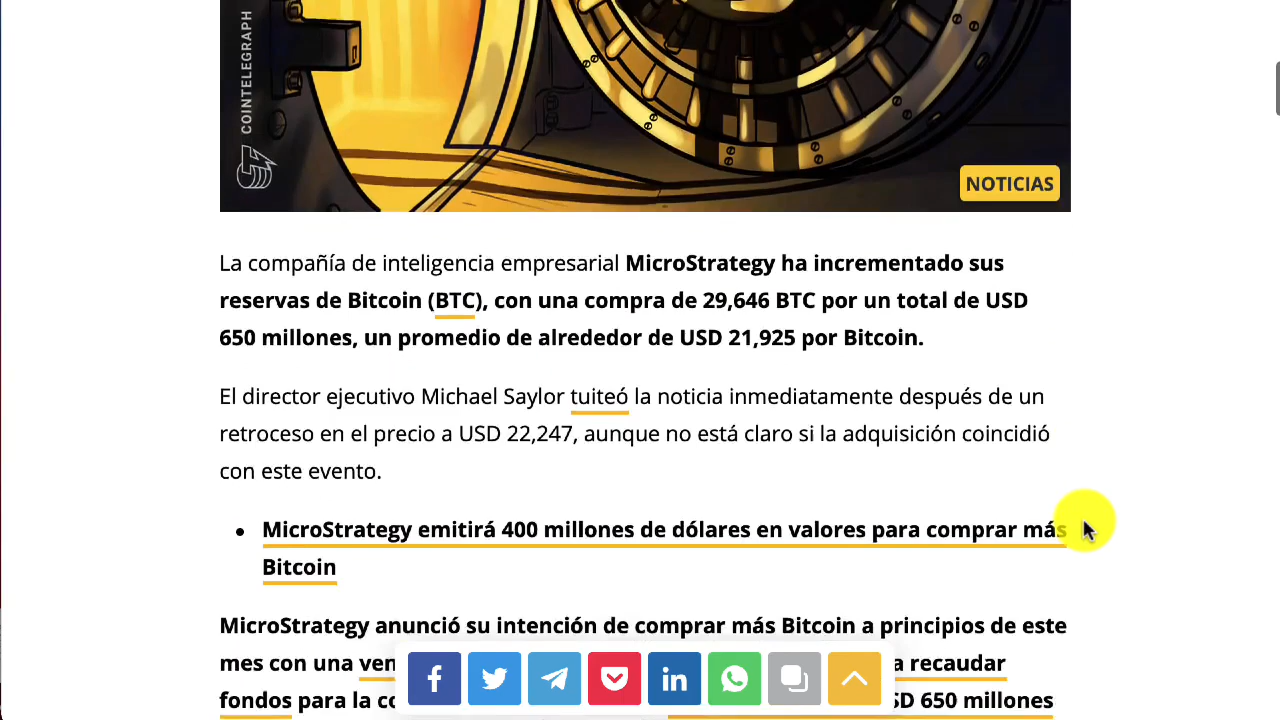 COINTELEGRAPH
NOTICIAS
La compañía de inteligencia empresarial MicroStrategy ha incrementado sus
reservas de Bitcoin (BTC), con una compra de 29,646 BTC por un total de USD
650 millones, un promedio de alrededor de USD 21,925 por Bitcoin.
El director ejecutivo Michael Saylor tuiteó la noticia inmediatamente después de un
retroceso en el precio a USD 22,247, aunque no está claro si la adquisición coincidió
con este evento.
• MicroStrategy emitirá 400 millones de dólares en valores para comprar más
Bitcoin
MicroStrategy anunció su intención de comprar más Bitcoin a principios de este
mes con una a recaudar
fondos para la 650 millones